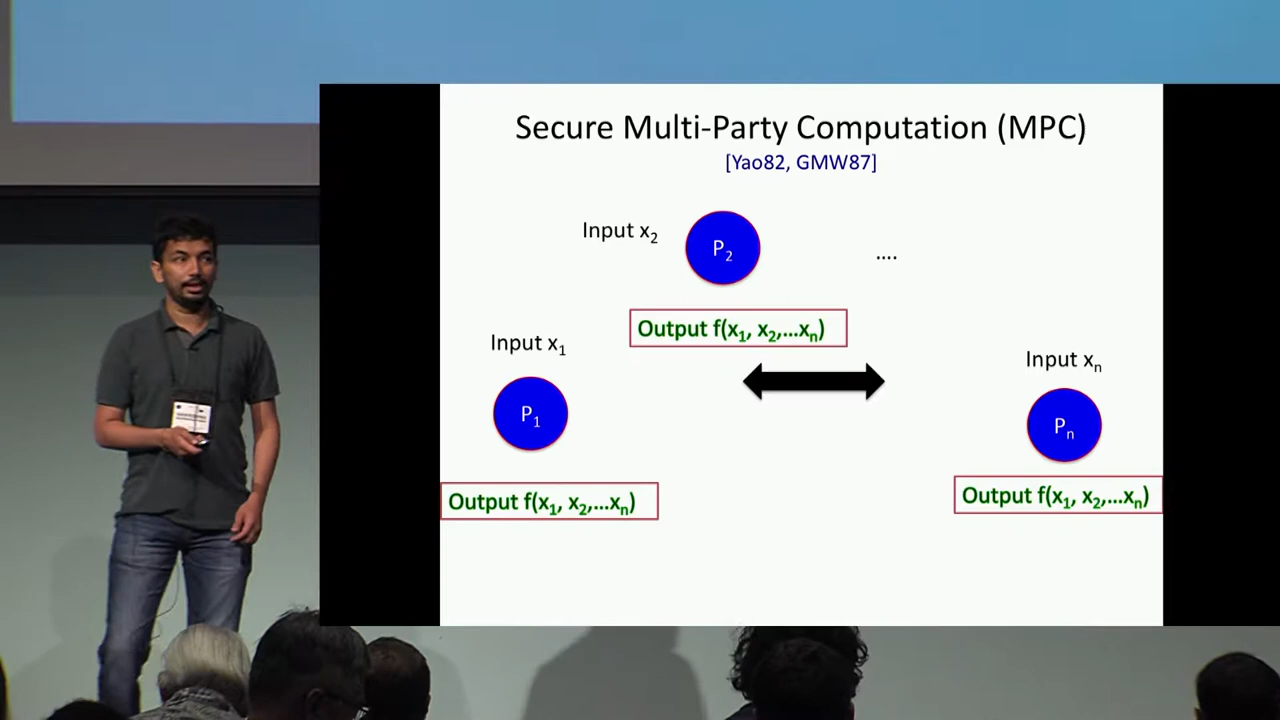 Secure Multi-Party Computation (MPC)
[Yao82, GMW87]
Input x₂
P₂
....
Output f(x₁, x₂,...xₙ)
Input x₁
Input xₙ
P₁
Pₙ
Output f(x₁, x₂,...xₙ)
Output f(x₁, x₂,...xₙ)